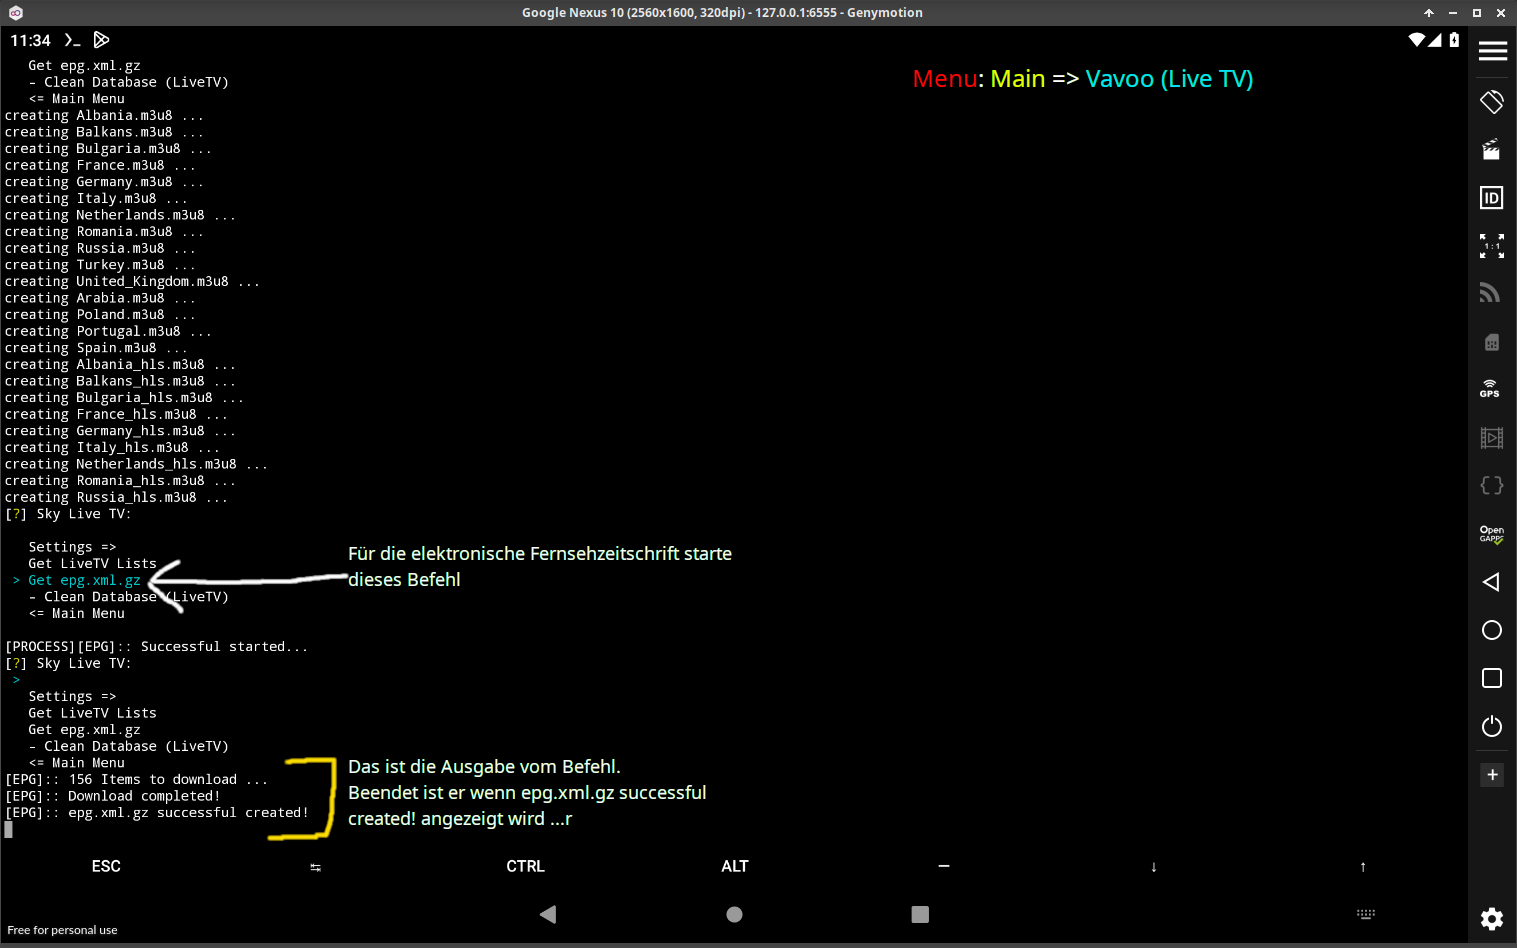 Google Nexus 10 (2560x1600, 320dpi) - 127.0.0.1:6555 - Genymotion
11:34
Get epg.xml.gz
- Clean Database (LiveTV)
<= Main Menu
Menu: Main => Vavoo (Live TV)
creating Albania.m3u8 ...
creating Balkans.m3u8 ...
creating Bulgaria.m3u8 ...
creating France.m3u8 ...
creating Germany.m3u8 ...
creating Italy.m3u8 ...
creating Netherlands.m3u8 ...
creating Romania.m3u8 ...
creating Russia.m3u8 ...
creating Turkey.m3u8 ...
creating United_Kingdom.m3u8 ...
creating Arabia.m3u8 ...
creating Poland.m3u8 ...
creating Portugal.m3u8 ...
creating Spain.m3u8 ...
creating Albania_hls.m3u8 ...
creating Balkans_hls.m3u8 ...
creating Bulgaria_hls.m3u8 ...
creating France_hls.m3u8 ...
creating Germany_hls.m3u8 ...
creating Italy_hls.m3u8 ...
creating Netherlands_hls.m3u8 ...
creating Romania_hls.m3u8 ...
creating Russia_hls.m3u8 ...
[?] Sky Live TV:
Settings =>
Get LiveTV Lists
> Get epg.xml.gz
- Clean Database (LiveTV)
<= Main Menu
Für die elektronische Fernsehzeitschrift starte
dieses Befehl
[PROCESS][EPG]:: Successful started...
[?] Sky Live TV:
>
Settings =>
Get LiveTV Lists
Get epg.xml.gz
- Clean Database (LiveTV)
<= Main Menu
[EPG]:: 156 Items to download ...
[EPG]:: Download completed!
[EPG]:: epg.xml.gz successful created!
Das ist die Ausgabe vom Befehl.
Beendet ist er wenn epg.xml.gz successful
created! angezeigt wird ...r
ESC ⇆ CTRL ALT — ↓ ↑
Free for personal use
ID
1:1
GPS
Open
GAPPS